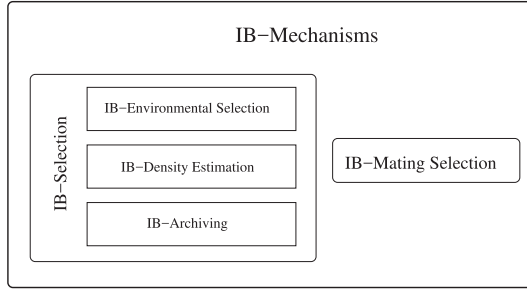 IB−Mechanisms
IB−Selection
IB−Environmental Selection
IB−Density Estimation
IB−Archiving
IB−Mating Selection